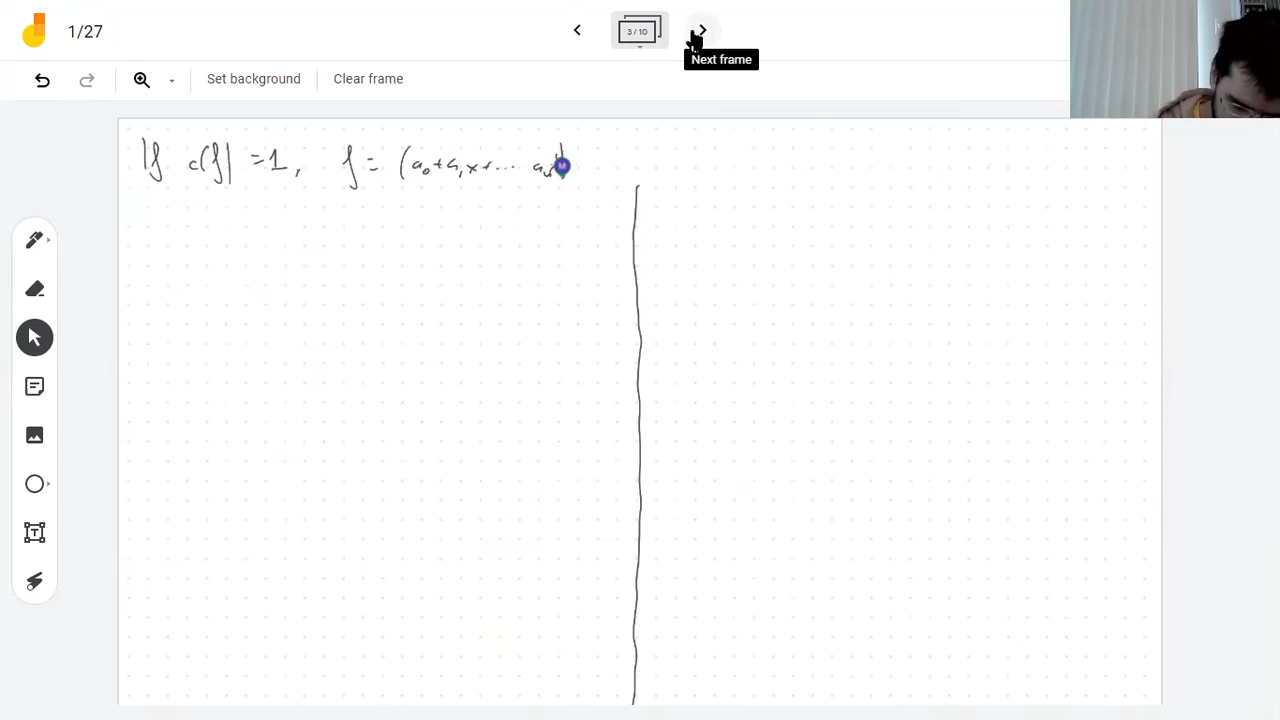 1/27
3 / 10
Next frame
Set background
Clear frame
If c(f) = 1, f = (a₀ + a₁x + ...
M